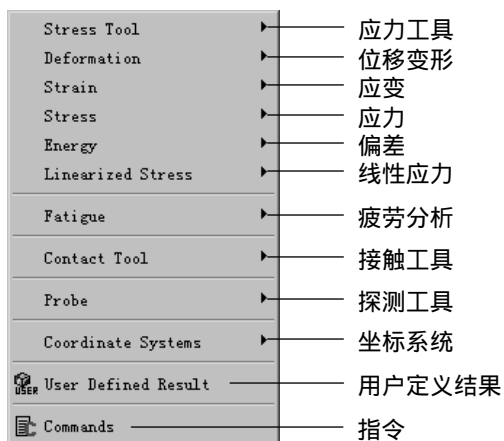 Stress Tool 应力工具
Deformation 位移变形
Strain 应变
Stress 应力
Energy 偏差
Linearized Stress 线性应力
Fatigue 疲劳分析
Contact Tool 接触工具
Probe 探测工具
Coordinate Systems 坐标系统
USER User Defined Result 用户定义结果
Commands 指令